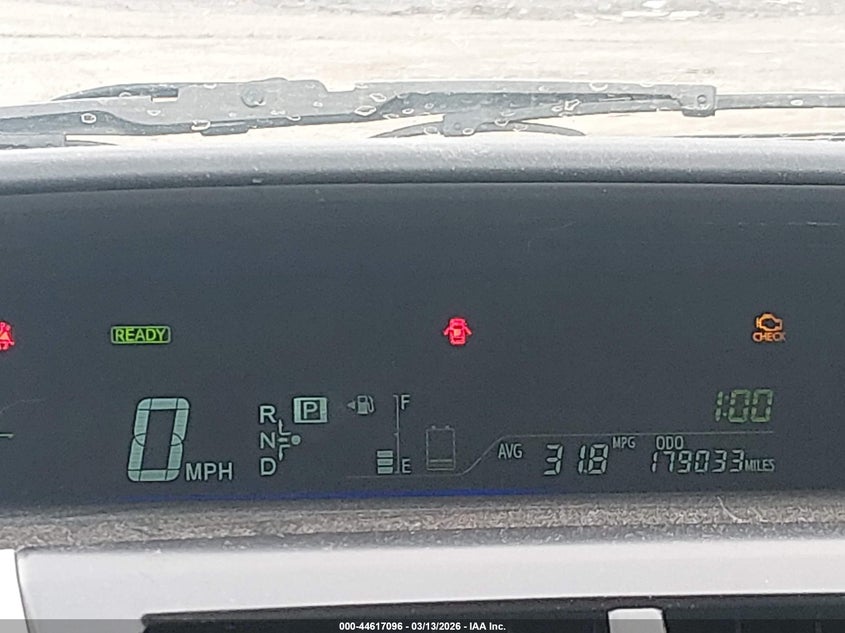 READY
CHECK
0 MPH
R P
N
D
F
E
1:00
AVG 31.8 MPG
ODO
179033 MILES
000-44617096 - 03/13/2026 - IAA Inc.